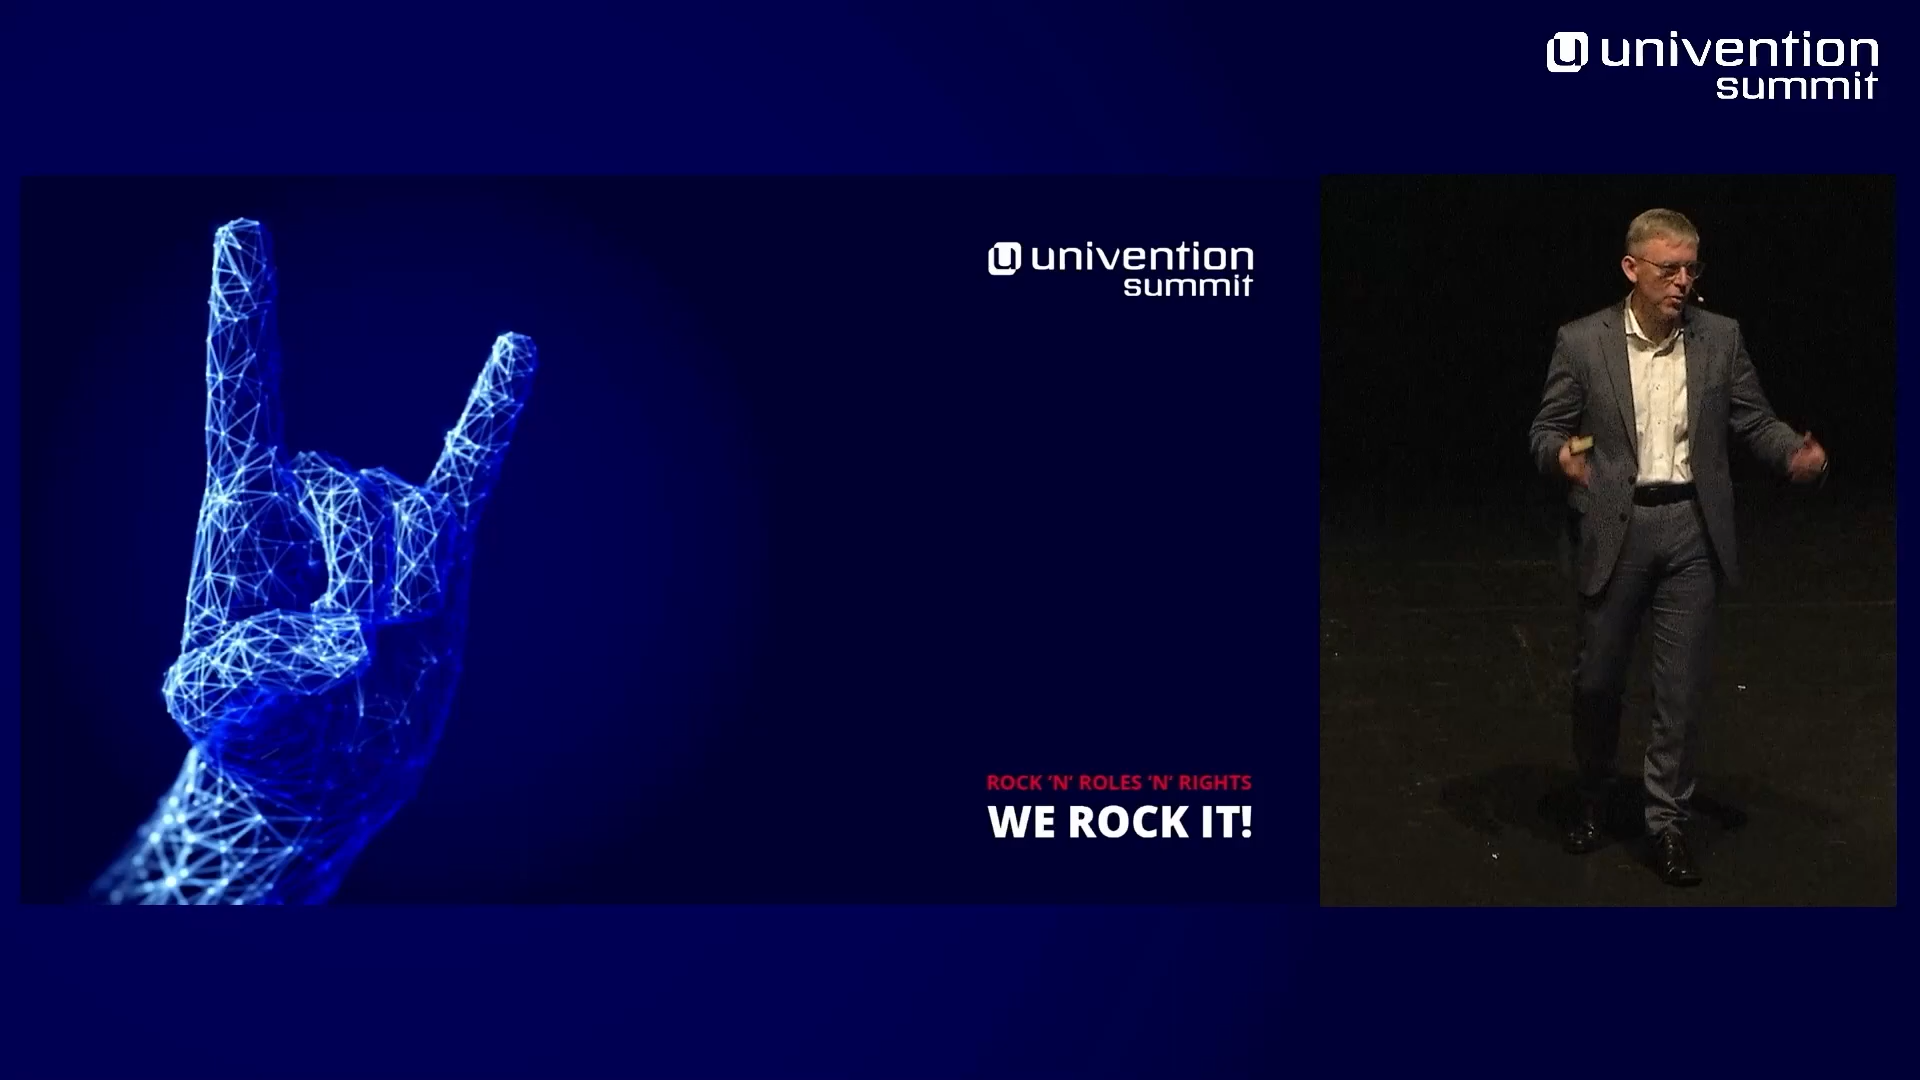 univention
summit
univention
summit
ROCK ‘N’ ROLES ‘N’ RIGHTS
WE ROCK IT!